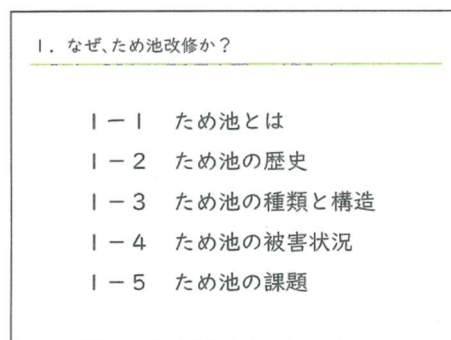 1. なぜ、ため池改修か？
1－1 ため池とは
1－2 ため池の歴史
1－3 ため池の種類と構造
1－4 ため池の被害状況
1－5 ため池の課題